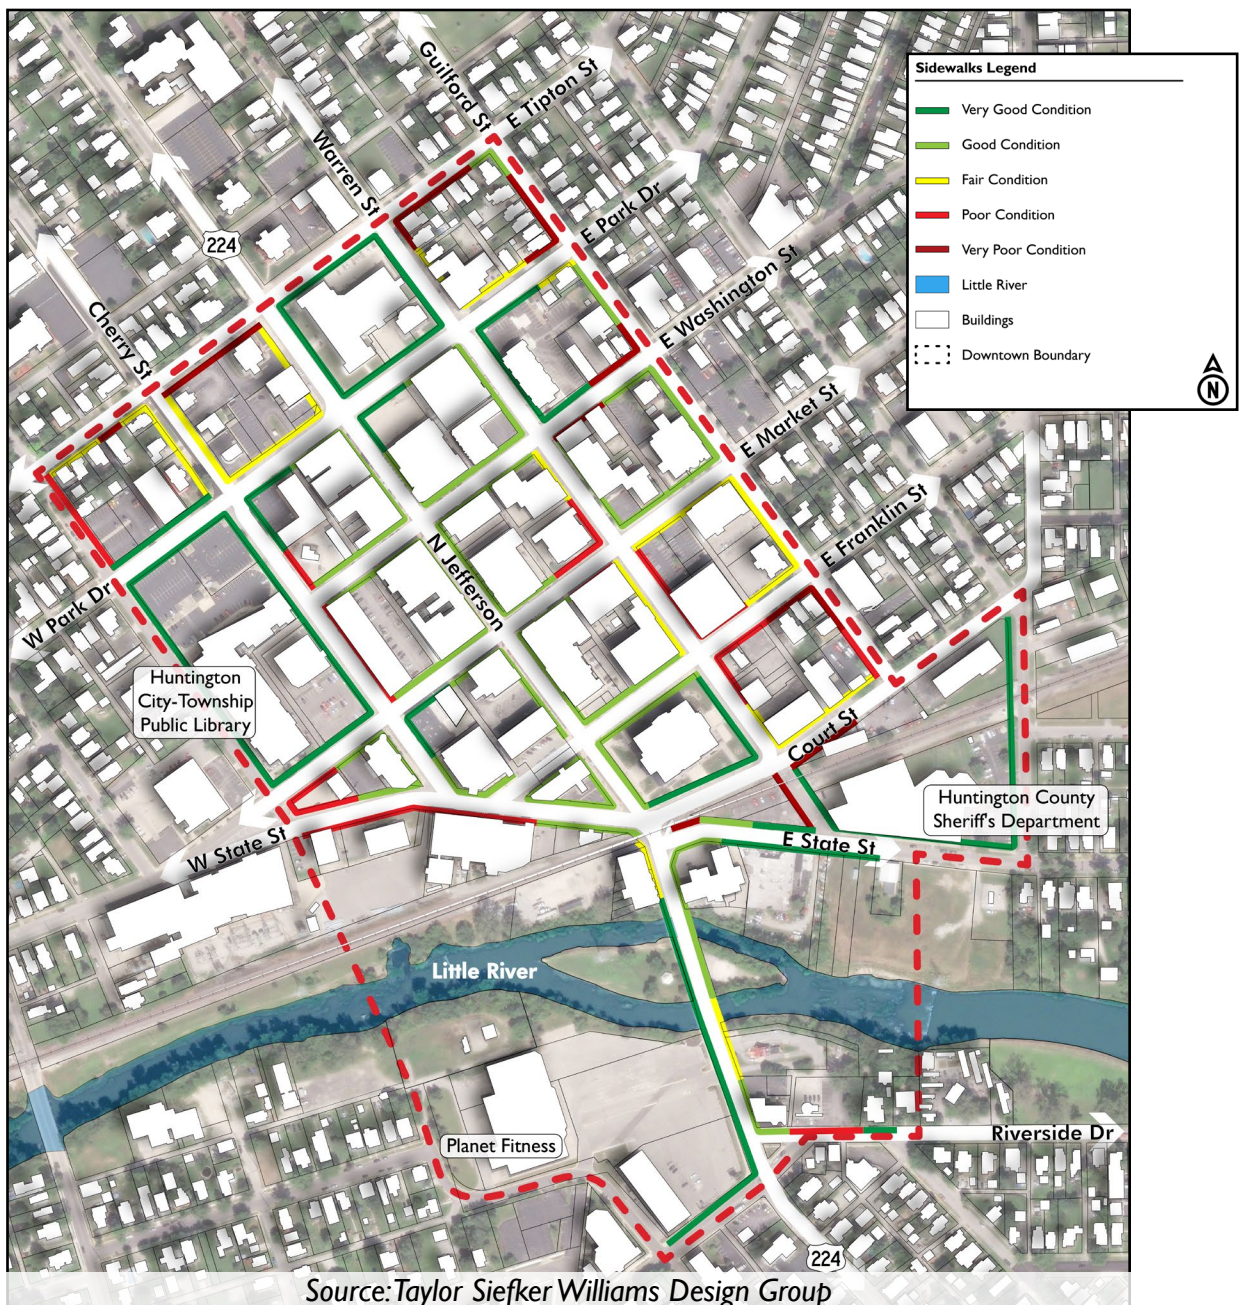 Guilford St
E Tipton St
Warren St
E Park Dr
224
E Washington St
Cherry St
E Market St
E Franklin St
N Jefferson
W Park Dr
Huntington
City-Township
Public Library
Court St
Huntington County
Sheriff's Department
W State St
E State St
Little River
Planet Fitness
Riverside Dr
224
Sidewalks Legend
Very Good Condition
Good Condition
Fair Condition
Poor Condition
Very Poor Condition
Little River
Buildings
Downtown Boundary
N
Source: Taylor Siefker Williams Design Group